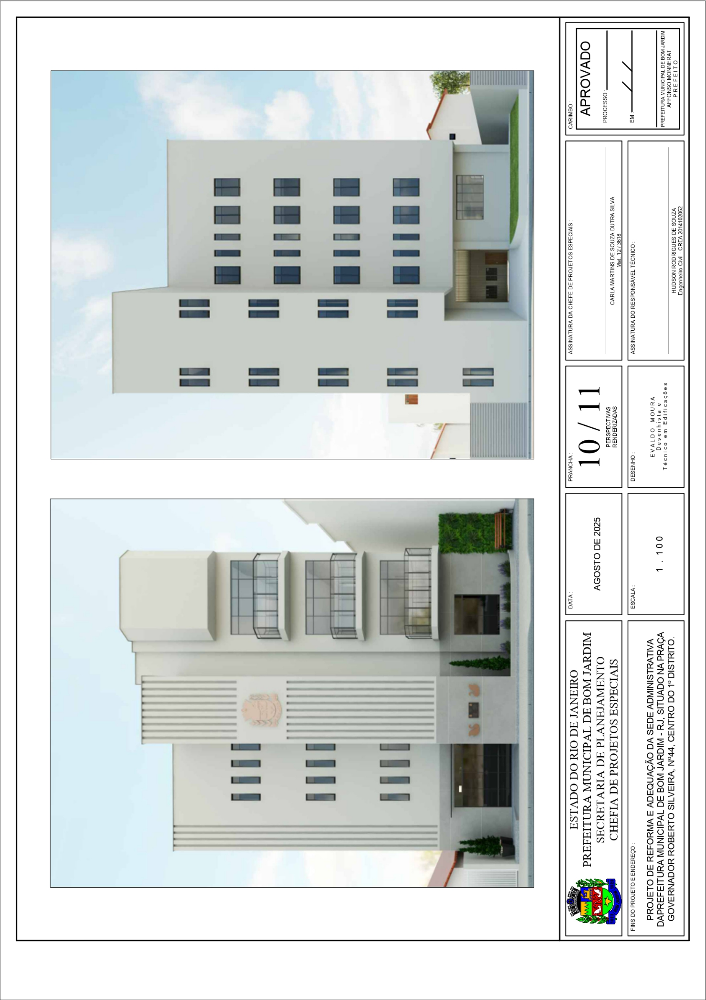 ESTADO DO RIO DE JANEIRO
PREFEITURA MUNICIPAL DE BOM JARDIM
SECRETARIA DE PLANEJAMENTO
CHEFIA DE PROJETOS ESPECIAIS
FINS DO PROJETO E ENDEREÇO :
PROJETO DE REFORMA E ADEQUAÇÃO DA SEDE ADMINISTRATIVA
DAPREFEITURA MUNICIPAL DE BOM JARDIM - RJ, SITUADO NA PRAÇA
GOVERNADOR ROBERTO SILVEIRA, Nº44, CENTRO DO 1º DISTRITO.
DATA :
AGOSTO DE 2025
ESCALA :
1 . 100
PRANCHA :
10 / 11
PERSPECTIVAS
RENDERIZADAS
DESENHO :
EVALDO MOURA
Desenhista e
Técnico em Edificações
ASSINATURA DA CHEFE DE PROJETOS ESPECIAIS :
CARLA MARTINS DE SOUZA DUTRA SILVA
Mat. 12 / 3618
ASSINATURA DO RESPONSÁVEL TÉCNICO :
HUDSON RODRIGUES DE SOUZA
Engenheiro Civil - CREA 2014102052
CARIMBO :
APROVADO
PROCESSO :
EM : / /
PREFEITURA MUNICIPAL DE BOM JARDIM
AFFONSO MONNERAT
PREFEITO